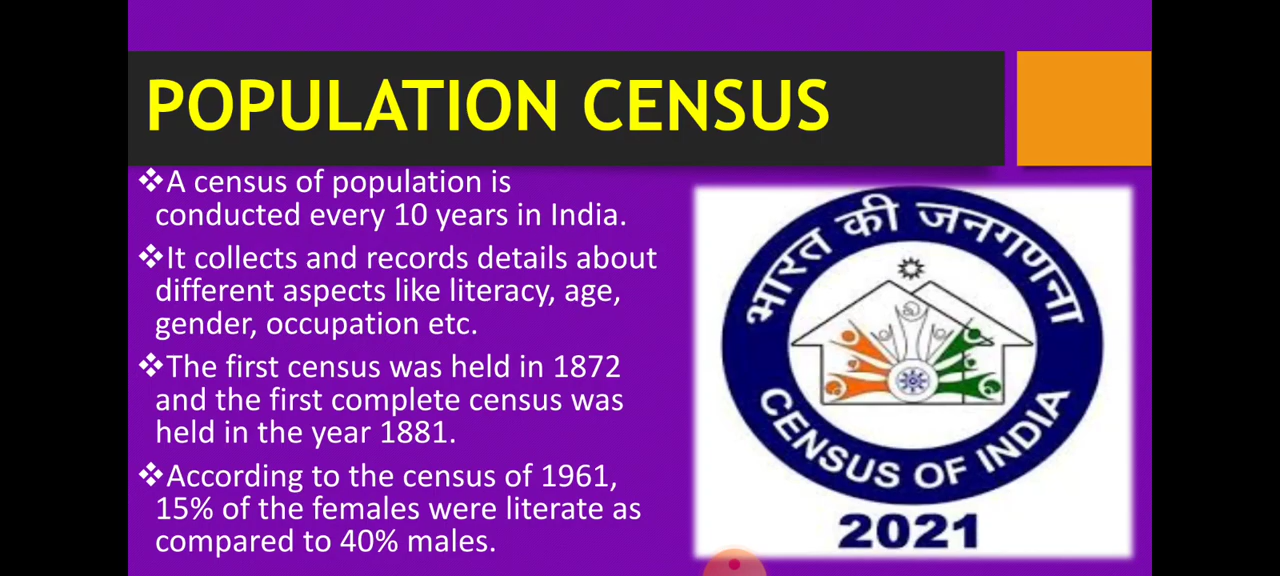 POPULATION CENSUS
❖A census of population is
conducted every 10 years in India.
❖It collects and records details about
different aspects like literacy, age,
gender, occupation etc.
❖The first census was held in 1872
and the first complete census was
held in the year 1881.
❖According to the census of 1961,
15% of the females were literate as
compared to 40% males.
भारत की जनगणना
CENSUS OF INDIA
2021